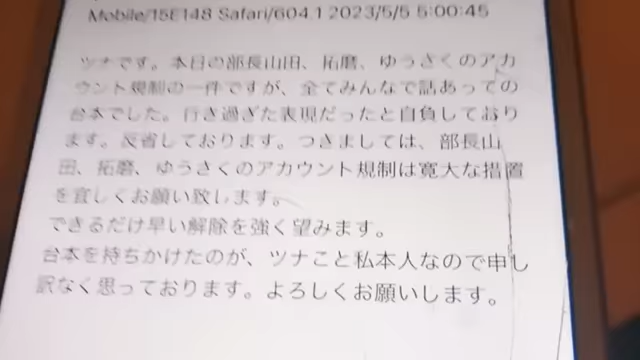 Mobile/15E148 Safari/604.1 2023/5/5 5:00:45
ツナです。本日の部長山田、拓磨、ゆうさくのアカ
ウント規制の一件ですが、全てみんなで話あっての
台本でした。行き過ぎた表現だったと自負しており
ます。反省しております。つきましては、部長山
田、拓磨、ゆうさくのアカウント規制は寛大な措置
を宜しくお願い致します。
できるだけ早い解除を強く望みます。
台本を持ちかけたのが、ツナこと私本人なので申し
訳なく思っております。よろしくお願いします。